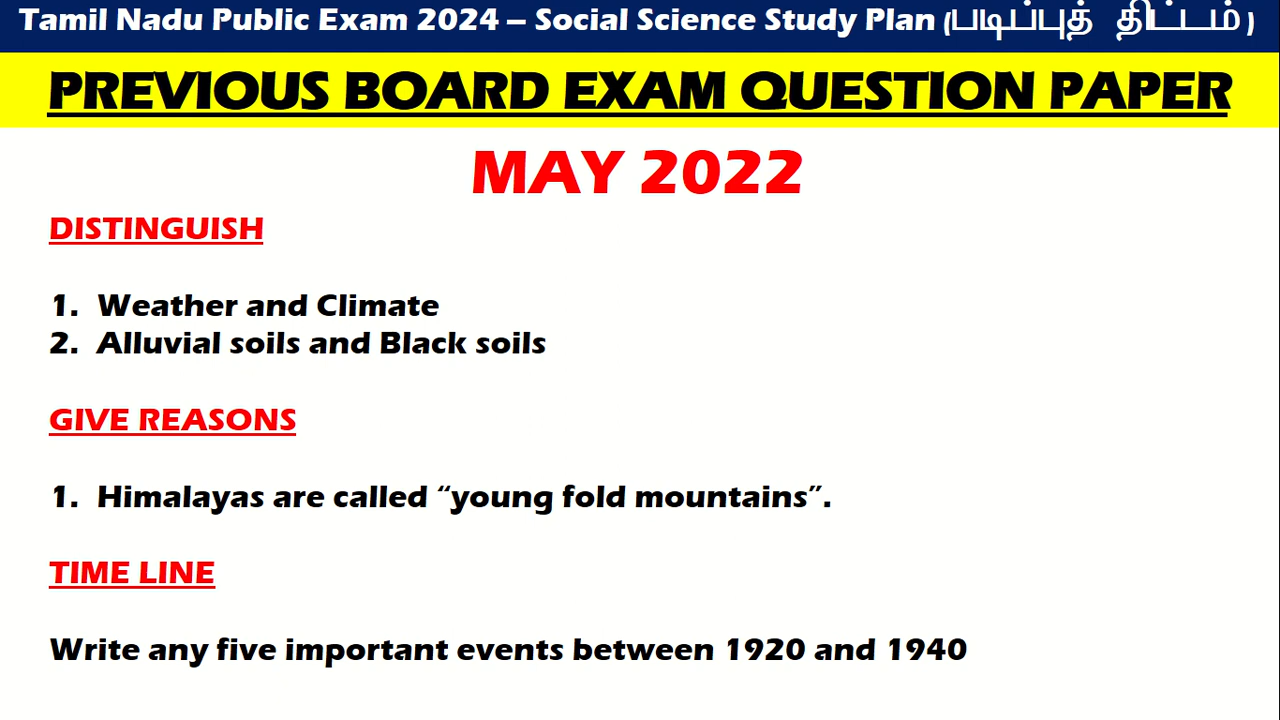 Tamil Nadu Public Exam 2024 – Social Science Study Plan (படிப்புத் திட்டம்)
PREVIOUS BOARD EXAM QUESTION PAPER
MAY 2022
DISTINGUISH
1. Weather and Climate
2. Alluvial soils and Black soils
GIVE REASONS
1. Himalayas are called “young fold mountains”.
TIME LINE
Write any five important events between 1920 and 1940